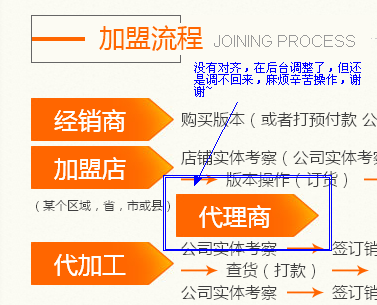 加盟流程 JOINING PROCESS
没有对齐，在后台调整了，但还
是调不回来，麻烦辛苦操作，谢
谢~
经销商
购买版本（或者打预付款 公
加盟店
店铺实体考察（公司实体考察
版本操作（订货）
（某个区域，省，市或县）
代理商
代加工
公司实体考察 签订销
查货（打款）
公司实体考察 签订销